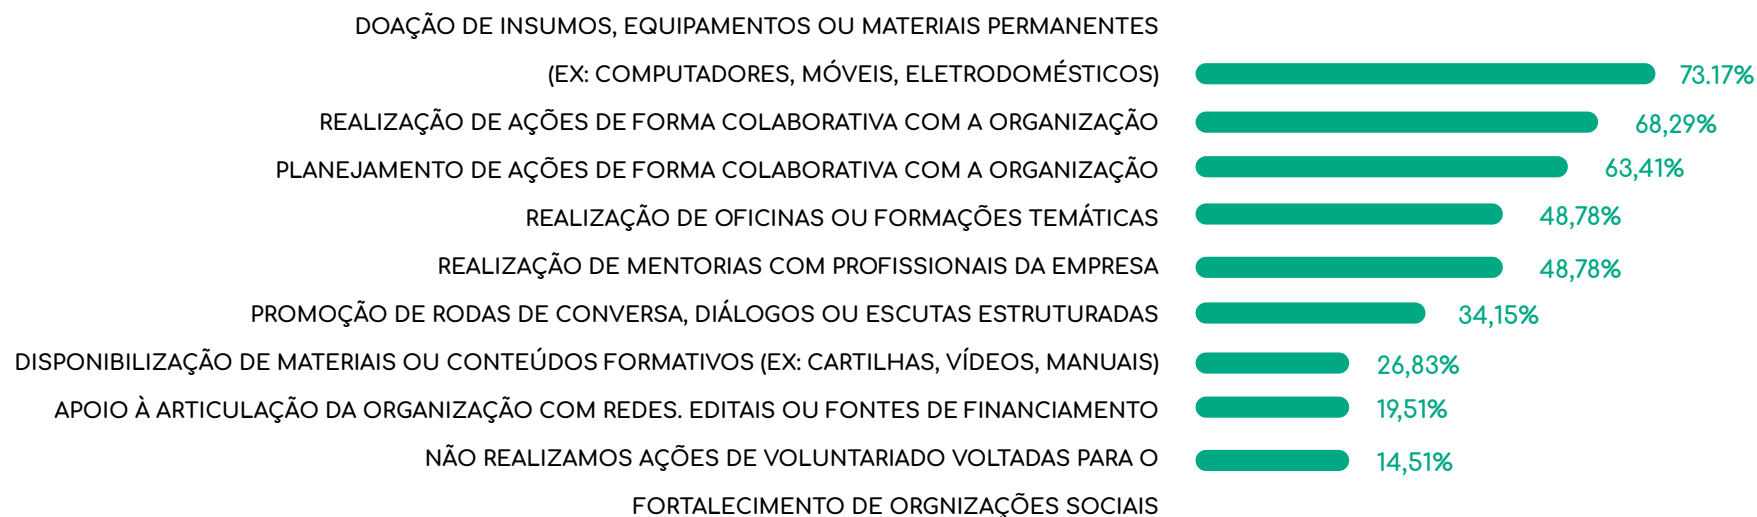 DOAÇÃO DE INSUMOS, EQUIPAMENTOS OU MATERIAIS PERMANENTES
(EX: COMPUTADORES, MÓVEIS, ELETRODOMÉSTICOS) 73.17%
REALIZAÇÃO DE AÇÕES DE FORMA COLABORATIVA COM A ORGANIZAÇÃO 68,29%
PLANEJAMENTO DE AÇÕES DE FORMA COLABORATIVA COM A ORGANIZAÇÃO 63,41%
REALIZAÇÃO DE OFICINAS OU FORMAÇÕES TEMÁTICAS 48,78%
REALIZAÇÃO DE MENTORIAS COM PROFISSIONAIS DA EMPRESA 48,78%
PROMOÇÃO DE RODAS DE CONVERSA, DIÁLOGOS OU ESCUTAS ESTRUTURADAS 34,15%
DISPONIBILIZAÇÃO DE MATERIAIS OU CONTEÚDOS FORMATIVOS (EX: CARTILHAS, VÍDEOS, MANUAIS) 26,83%
APOIO À ARTICULAÇÃO DA ORGANIZAÇÃO COM REDES. EDITAIS OU FONTES DE FINANCIAMENTO 19,51%
NÃO REALIZAMOS AÇÕES DE VOLUNTARIADO VOLTADAS PARA O 14,51%
FORTALECIMENTO DE ORGNIZAÇÕES SOCIAIS